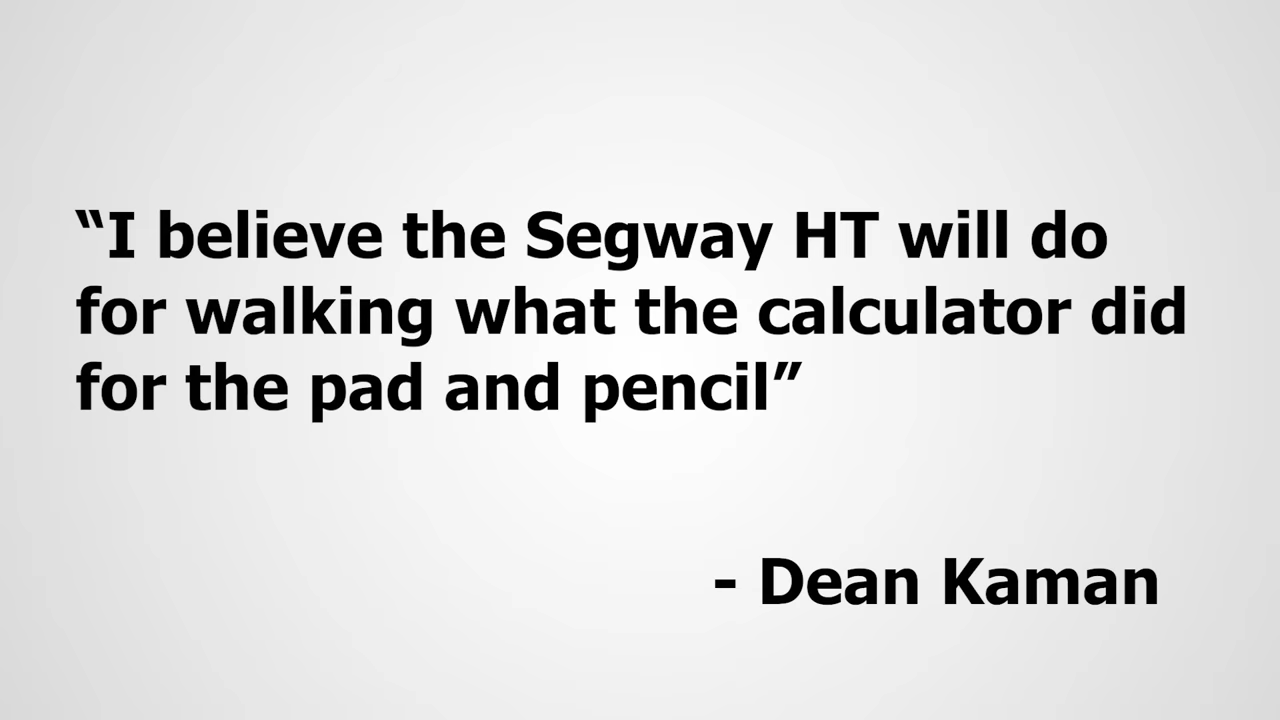 “I believe the Segway HT will do
for walking what the calculator did
for the pad and pencil”
- Dean Kaman